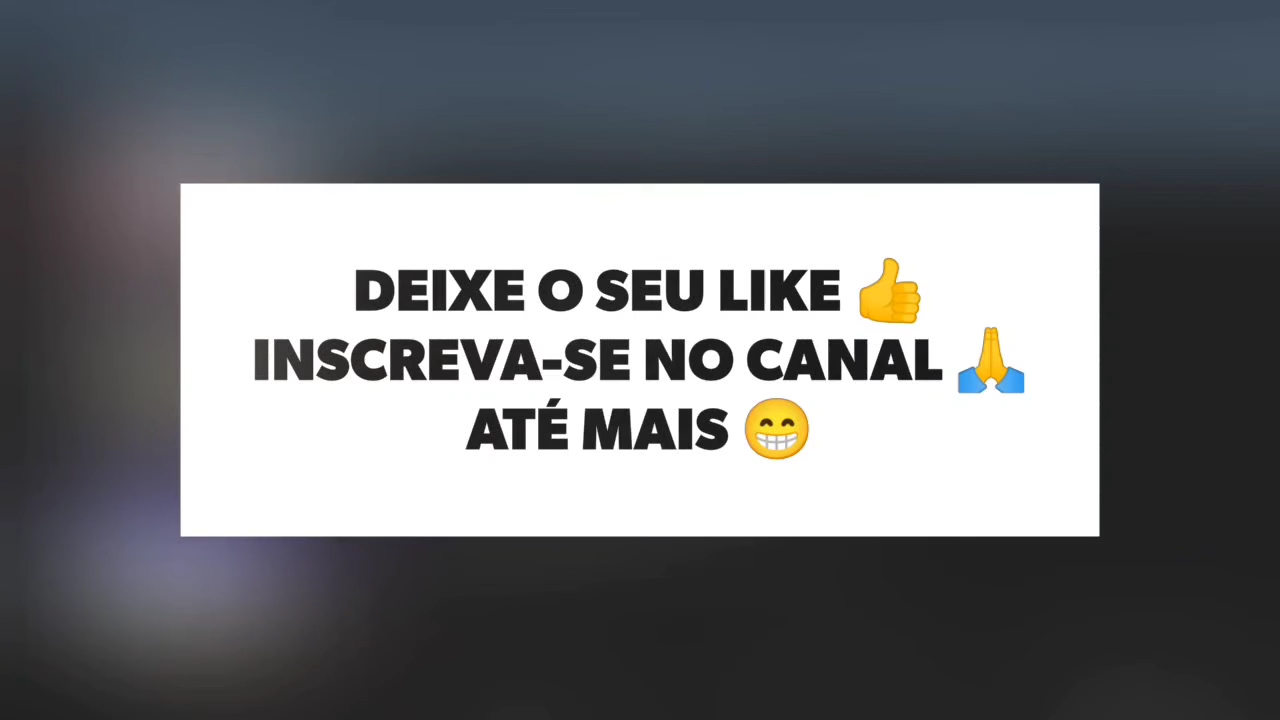 DEIXE O SEU LIKE 👍
INSCREVA-SE NO CANAL 🙏
ATÉ MAIS 😁